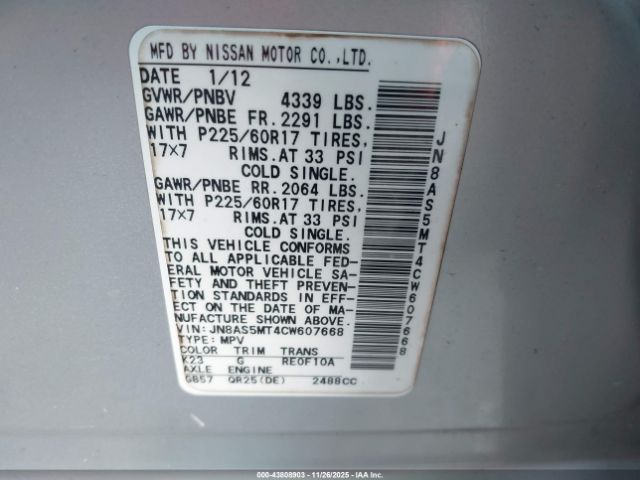 MFD BY NISSAN MOTOR CO.,LTD.
DATE 1/12
GVWR/PNBV 4339 LBS.
GAWR/PNBE FR. 2291 LBS.
WITH P225/60R17 TIRES,
17x7 RIMS.AT 33 PSI
COLD SINGLE.
GAWR/PNBE RR. 2064 LBS.
WITH P225/60R17 TIRES,
17x7 RIMS.AT 33 PSI
COLD SINGLE.
THIS VEHICLE CONFORMS
TO ALL APPLICABLE FED-
ERAL MOTOR VEHICLE SA-
FETY AND THEFT PREVEN-
TION STANDARDS IN EFF-
ECT ON THE DATE OF MA-
NUFACTURE SHOWN ABOVE.
VIN: JN8AS5MT4CW607668
TYPE: MPV
COLOR TRIM TRANS
K23 G RE0F10A
AXLE ENGINE
GB57 QR25(DE) 2488CC
JN8AS5MT4CW607668
000-43808903 - 11/26/2025 - IAA Inc.